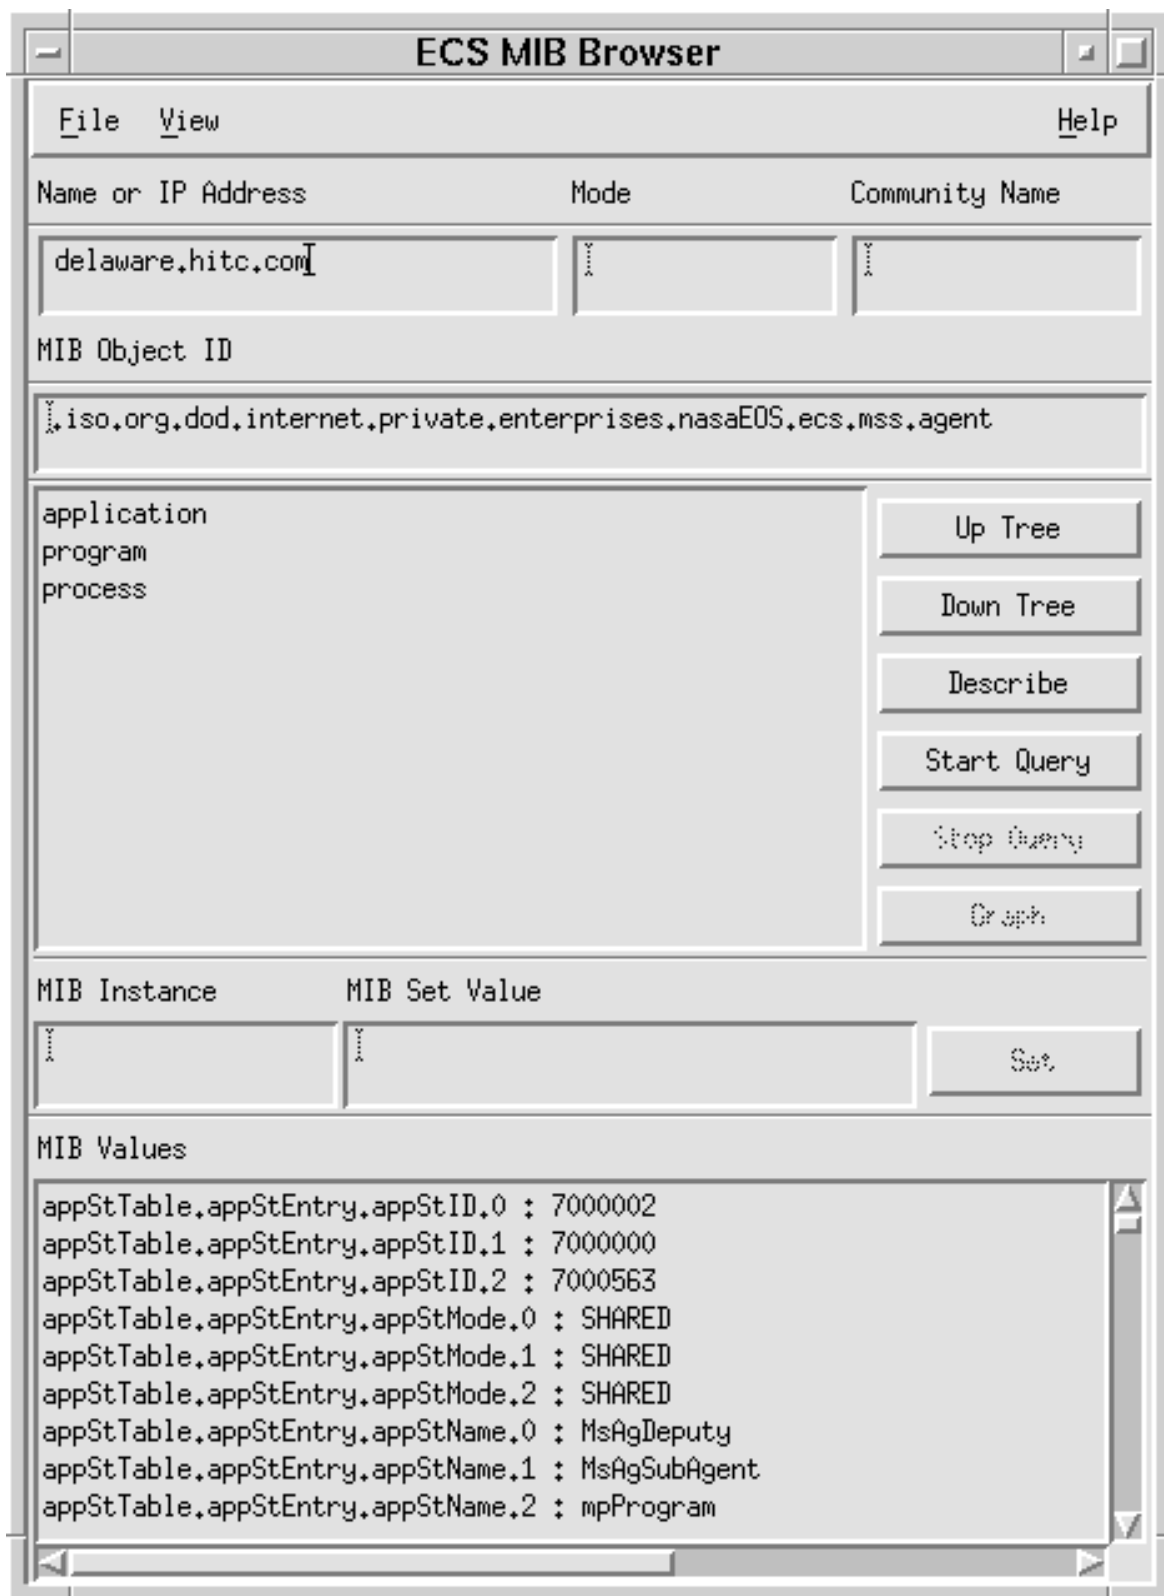 ECS MIB Browser
File View Help
Name or IP Address Mode Community Name
delaware.hitc.com
MIB Object ID
.iso.org.dod.internet.private.enterprises.nasaEOS.ecs.mss.agent
application
program
process
Up Tree
Down Tree
Describe
Start Query
Stop Query
Graph
MIB Instance MIB Set Value
Set
MIB Values
appStTable.appStEntry.appStID.0 : 7000002
appStTable.appStEntry.appStID.1 : 7000000
appStTable.appStEntry.appStID.2 : 7000563
appStTable.appStEntry.appStMode.0 : SHARED
appStTable.appStEntry.appStMode.1 : SHARED
appStTable.appStEntry.appStMode.2 : SHARED
appStTable.appStEntry.appStName.0 : MsAgDeputy
appStTable.appStEntry.appStName.1 : MsAgSubAgent
appStTable.appStEntry.appStName.2 : mpProgram